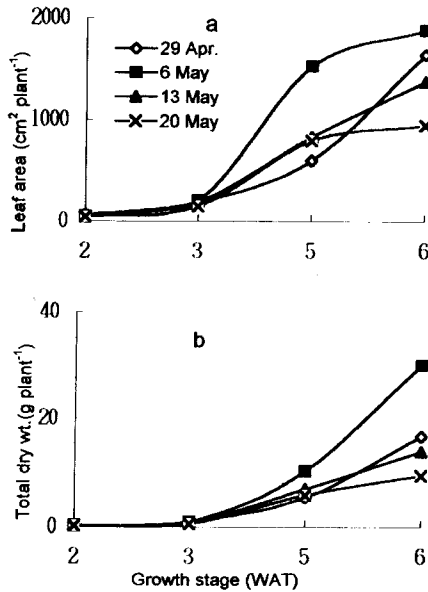 a
2000
1000
0
Leaf area (cm² plant⁻¹)
29 Apr.
6 May
13 May
20 May
2 3 5 6
b
40
20
0
Total dry wt.(g plant⁻¹)
2 3 5 6
Growth stage (WAT)